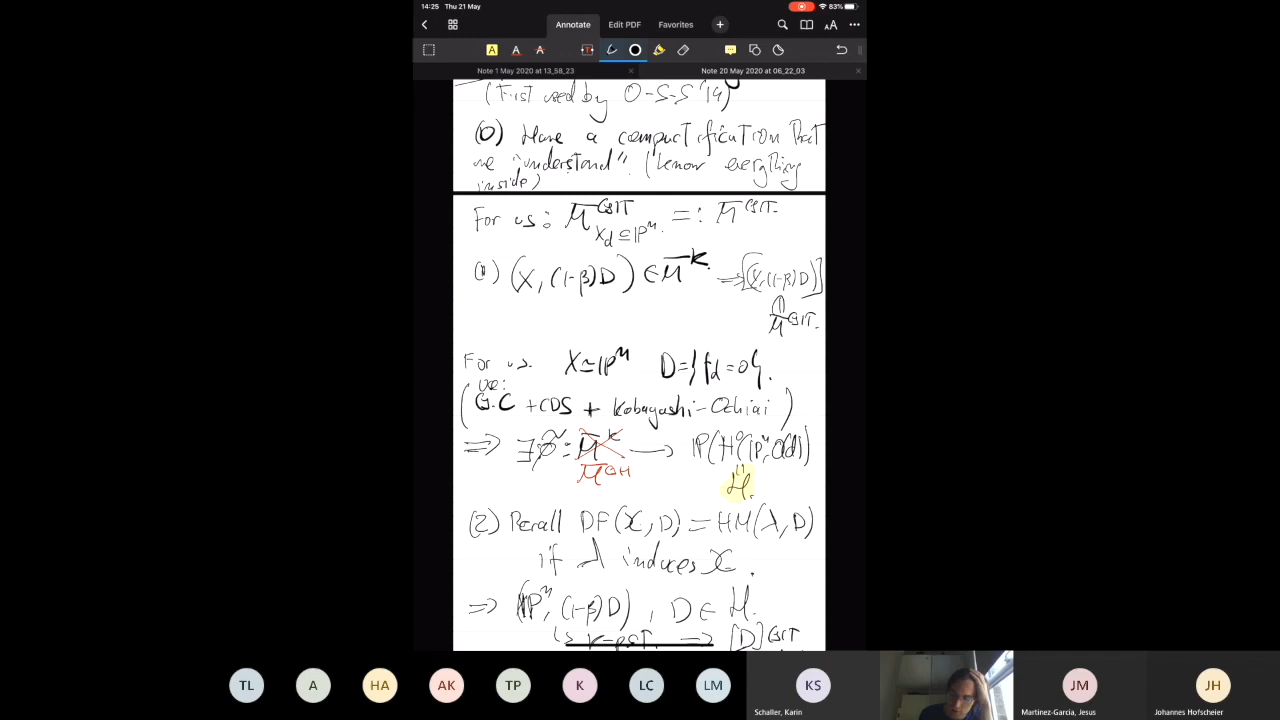 14:25 Thu 21 May
83%
Annotate Edit PDF Favorites
Note 1 May 2020 at 13_58_23
Note 20 May 2020 at 06_22_03
(First used by O-S-S '14)
(0) Have a compactification that
we "understand" (know everything
inside)
For us: M̅^GIT_{X_d ⊆ P^n} =: M̅^GIT
(1) (X, (1-β)D) ∈ M̅^K ⇒ [(X, (1-β)D)]
∈ M̅^GIT
For us X ≃ P^n D = {f_d = 0}.
use:
(G.C + CDS + Kobayashi-Ochiai)
⇒ ∃ φ̃ : M̅^K → P(H^0(P^n, O(d)))
M̅^GH
H.
(2) Recall DF(X, D) = HM(λ, D)
if λ induces X.
⇒ (P^n, (1-β)D), D ∈ H.
is K-pst. ⇒ [D] GIT
TL A HA AK TP K LC LM KS JM JH
Schaller, Karin
Martinez-Garcia, Jesus
Johannes Hofscheier